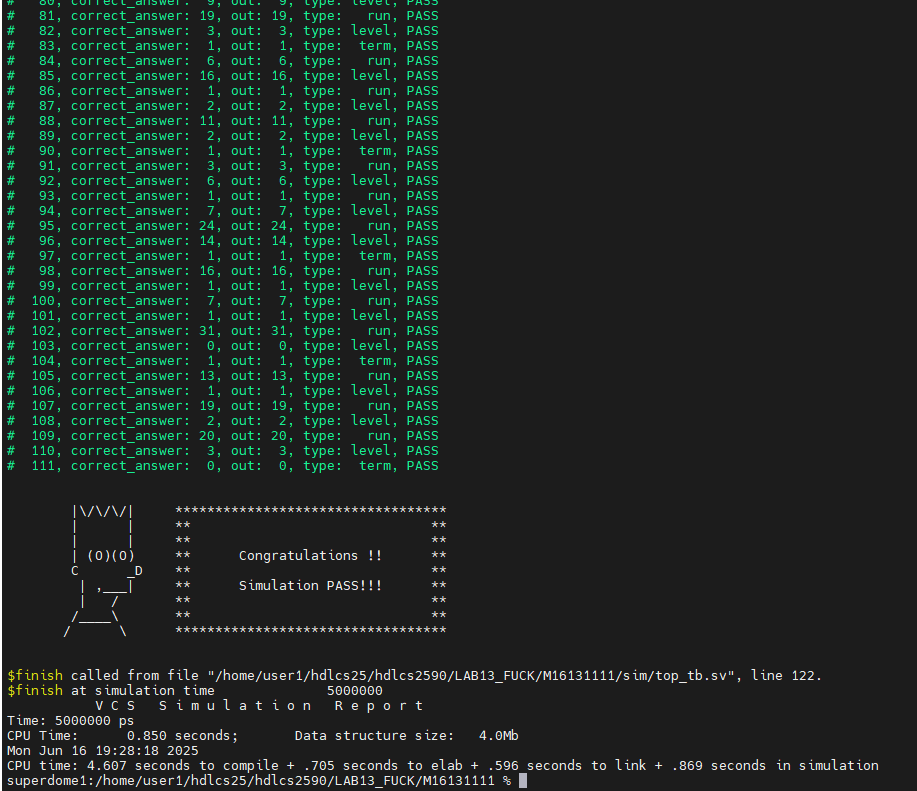 #   80, correct_answer:  9, out:  9, type: level, PASS
#   81, correct_answer: 19, out: 19, type:   run, PASS
#   82, correct_answer:  3, out:  3, type: level, PASS
#   83, correct_answer:  1, out:  1, type:  term, PASS
#   84, correct_answer:  6, out:  6, type:   run, PASS
#   85, correct_answer: 16, out: 16, type: level, PASS
#   86, correct_answer:  1, out:  1, type:   run, PASS
#   87, correct_answer:  2, out:  2, type: level, PASS
#   88, correct_answer: 11, out: 11, type:   run, PASS
#   89, correct_answer:  2, out:  2, type: level, PASS
#   90, correct_answer:  1, out:  1, type:  term, PASS
#   91, correct_answer:  3, out:  3, type:   run, PASS
#   92, correct_answer:  6, out:  6, type: level, PASS
#   93, correct_answer:  1, out:  1, type:   run, PASS
#   94, correct_answer:  7, out:  7, type: level, PASS
#   95, correct_answer: 24, out: 24, type:   run, PASS
#   96, correct_answer: 14, out: 14, type: level, PASS
#   97, correct_answer:  1, out:  1, type:  term, PASS
#   98, correct_answer: 16, out: 16, type:   run, PASS
#   99, correct_answer:  1, out:  1, type: level, PASS
#  100, correct_answer:  7, out:  7, type:   run, PASS
#  101, correct_answer:  1, out:  1, type: level, PASS
#  102, correct_answer: 31, out: 31, type:   run, PASS
#  103, correct_answer:  0, out:  0, type: level, PASS
#  104, correct_answer:  1, out:  1, type:  term, PASS
#  105, correct_answer: 13, out: 13, type:   run, PASS
#  106, correct_answer:  1, out:  1, type: level, PASS
#  107, correct_answer: 19, out: 19, type:   run, PASS
#  108, correct_answer:  2, out:  2, type: level, PASS
#  109, correct_answer: 20, out: 20, type:   run, PASS
#  110, correct_answer:  3, out:  3, type: level, PASS
#  111, correct_answer:  0, out:  0, type:  term, PASS
        |\/\/\/|     **********************************
        |      |     **                              **
        |      |     **                              **
        | (O)(O)     **      Congratulations !!      **
        C      _D    **                              **
         | ,___|     **      Simulation PASS!!!      **
         |   /       **                              **
        /____\       **                              **
       /      \      **********************************
$finish called from file "/home/user1/hdlcs25/hdlcs2590/LAB13_FUCK/M16131111/sim/top_tb.sv", line 122.
$finish at simulation time              5000000
           V C S   S i m u l a t i o n   R e p o r t
Time: 5000000 ps
CPU Time:      0.850 seconds;       Data structure size:   4.0Mb
Mon Jun 16 19:28:18 2025
CPU time: 4.607 seconds to compile + .705 seconds to elab + .596 seconds to link + .869 seconds in simulation
superdome1:/home/user1/hdlcs25/hdlcs2590/LAB13_FUCK/M16131111 %